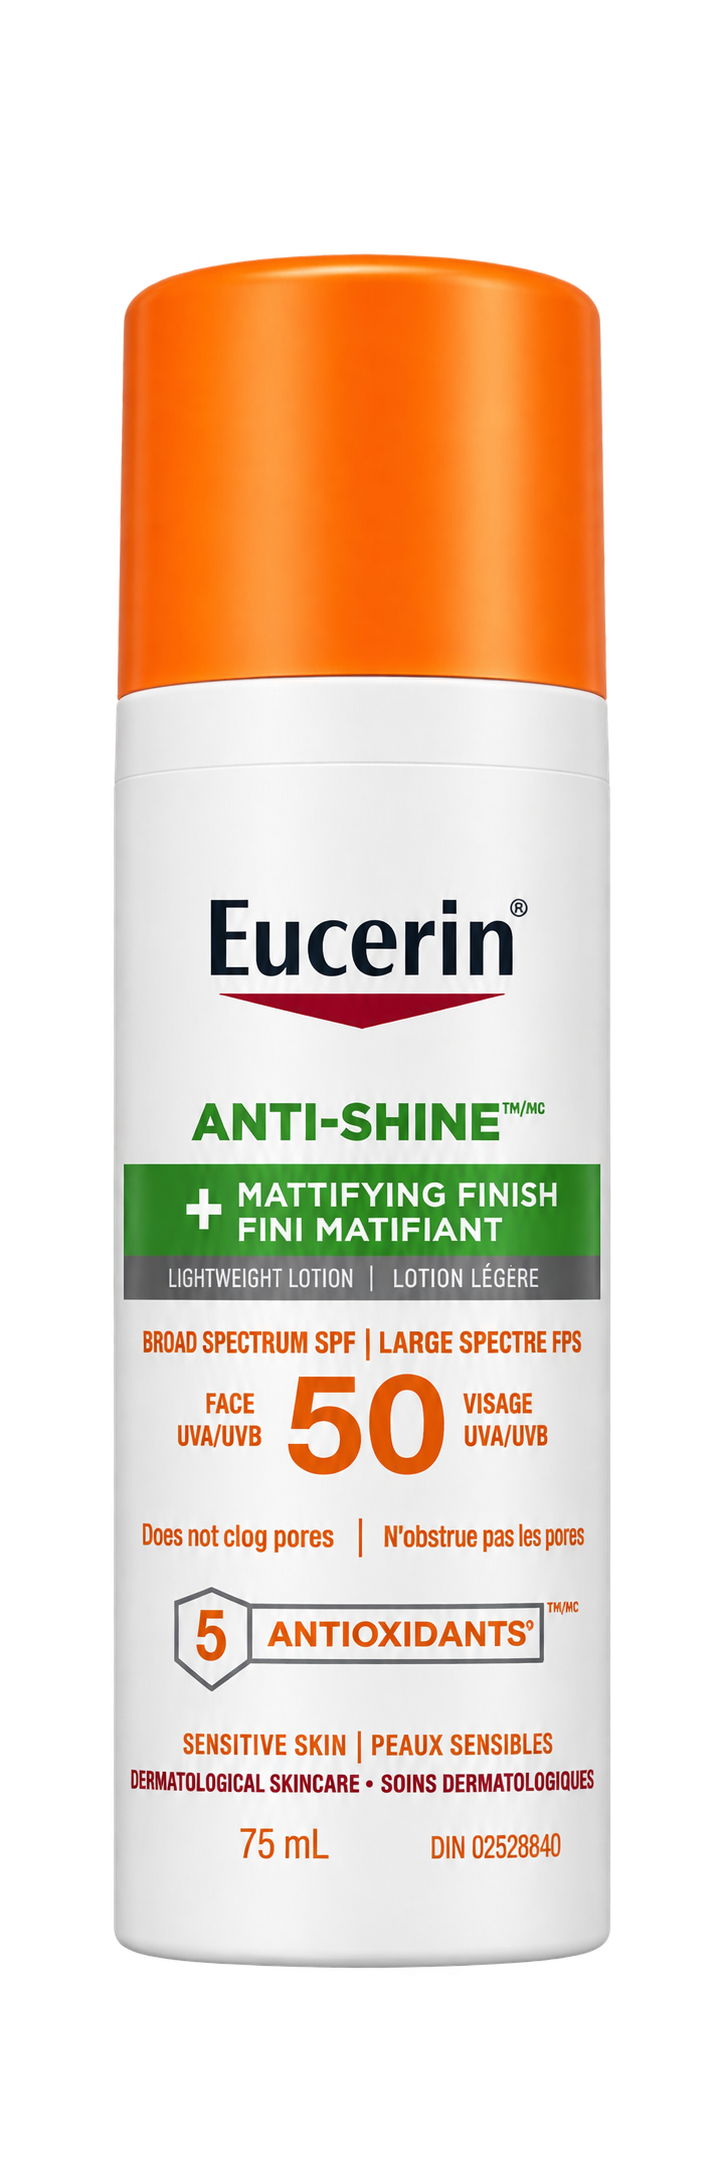 Eucerin®
ANTI-SHINE™/MC
+ MATTIFYING FINISH
FINI MATIFIANT
LIGHTWEIGHT LOTION | LOTION LÉGÈRE
BROAD SPECTRUM SPF | LARGE SPECTRE FPS
FACE
UVA/UVB
50
VISAGE
UVA/UVB
Does not clog pores | N'obstrue pas les pores
5 ANTIOXIDANTS⁹ TM/MC
SENSITIVE SKIN | PEAUX SENSIBLES
DERMATOLOGICAL SKINCARE • SOINS DERMATOLOGIQUES
75 mL DIN 02528840